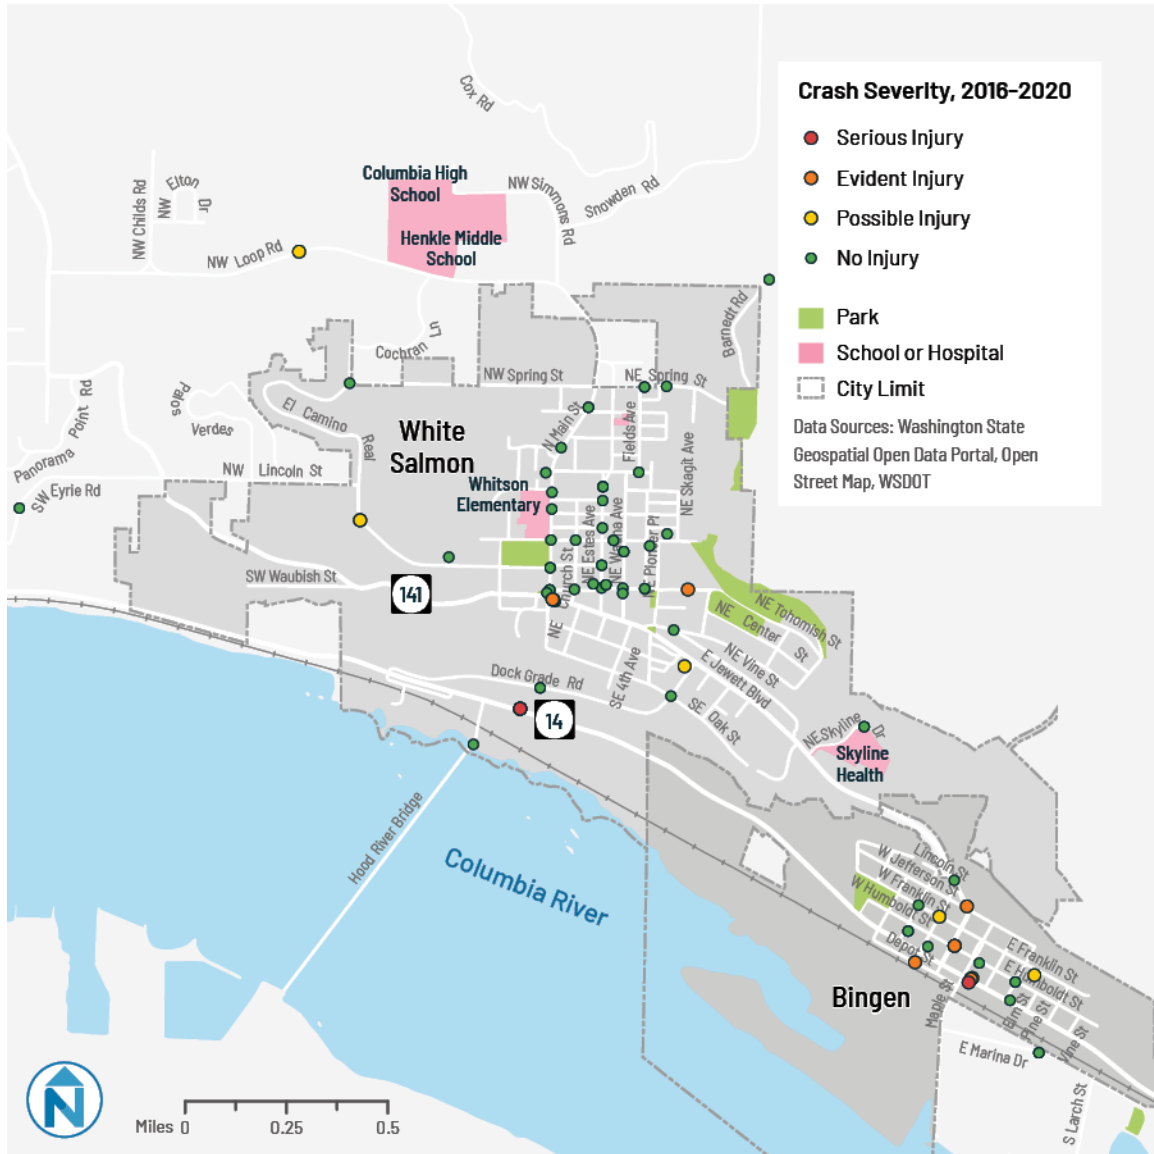 Crash Severity, 2016-2020
Serious Injury
Evident Injury
Possible Injury
No Injury
Park
School or Hospital
City Limit
Data Sources: Washington State
Geospatial Open Data Portal, Open
Street Map, WSDOT
Cox Rd
Columbia High
School
Henkle Middle
School
NW Simmons Rd
Snowden Rd
NW Childs Rd
NW Elton Dr
NW Loop Rd
Barnedt Rd
Cochran Ln
NW Spring St
NE Spring St
El Camino Real
Palos Verdes
Panorama Point Rd
NW Lincoln St
SW Eyrie Rd
White
Salmon
N Main St
Fields Ave
NE Skagit Ave
Whitson
Elementary
NE Church St
NE Estes Ave
NE Wauna Ave
NE Pioneer Pl
SW Waubish St
141
NE Tohomish St
NE Center St
NE Vine St
E Jewett Blvd
Dock Grade Rd
SE 4th Ave
SE Oak St
14
NE Skyline Dr
Skyline
Health
Hood River Bridge
Columbia River
Lincoln St
W Jefferson St
W Franklin St
W Humboldt St
Depot St
E Franklin St
E Humboldt St
Bingen
Maple St
Elm St
Pine St
Vine St
E Marina Dr
S Larch St
N
Miles 0 0.25 0.5